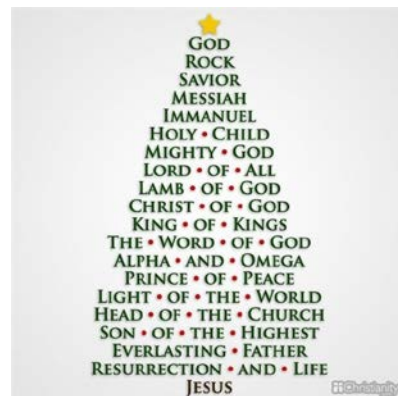 GOD
ROCK
SAVIOR
MESSIAH
IMMANUEL
HOLY • CHILD
MIGHTY • GOD
LORD • OF • ALL
LAMB • OF • GOD
CHRIST • OF • GOD
KING • OF • KINGS
THE • WORD • OF • GOD
ALPHA • AND • OMEGA
PRINCE • OF • PEACE
LIGHT • OF • THE • WORLD
HEAD • OF • THE • CHURCH
SON • OF • THE • HIGHEST
EVERLASTING • FATHER
RESURRECTION • AND • LIFE
JESUS
Christianity